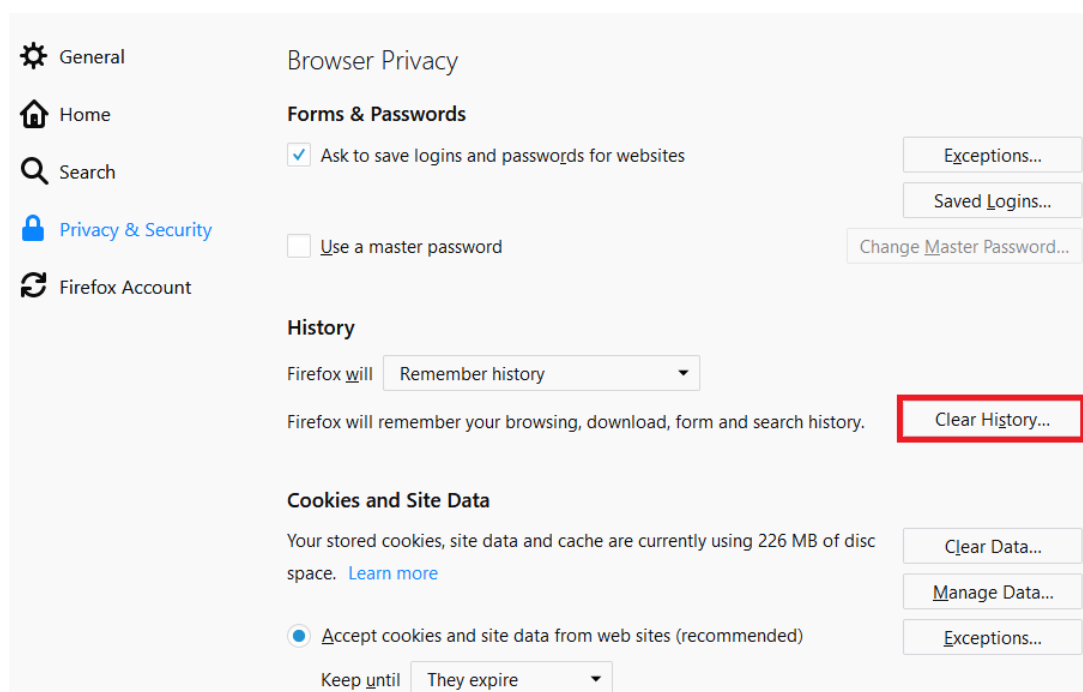 General
Home
Search
Privacy & Security
Firefox Account
Browser Privacy
Forms & Passwords
Ask to save logins and passwords for websites
Exceptions...
Saved Logins...
Use a master password
Change Master Password...
History
Firefox will Remember history
Firefox will remember your browsing, download, form and search history.
Clear History...
Cookies and Site Data
Your stored cookies, site data and cache are currently using 226 MB of disc
space. Learn more
Clear Data...
Manage Data...
Accept cookies and site data from web sites (recommended)
Exceptions...
Keep until They expire